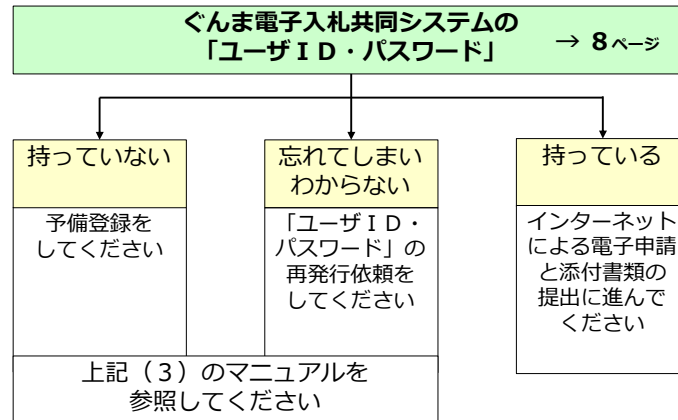 ぐんま電子入札共同システムの
「ユーザＩＤ・パスワード」 → 8ページ
持っていない
予備登録を
してください
忘れてしまい
わからない
「ユーザＩＤ・
パスワード」の
再発行依頼を
してください
持っている
インターネット
による電子申請
と添付書類の
提出に進んで
ください
上記（３）のマニュアルを
参照してください